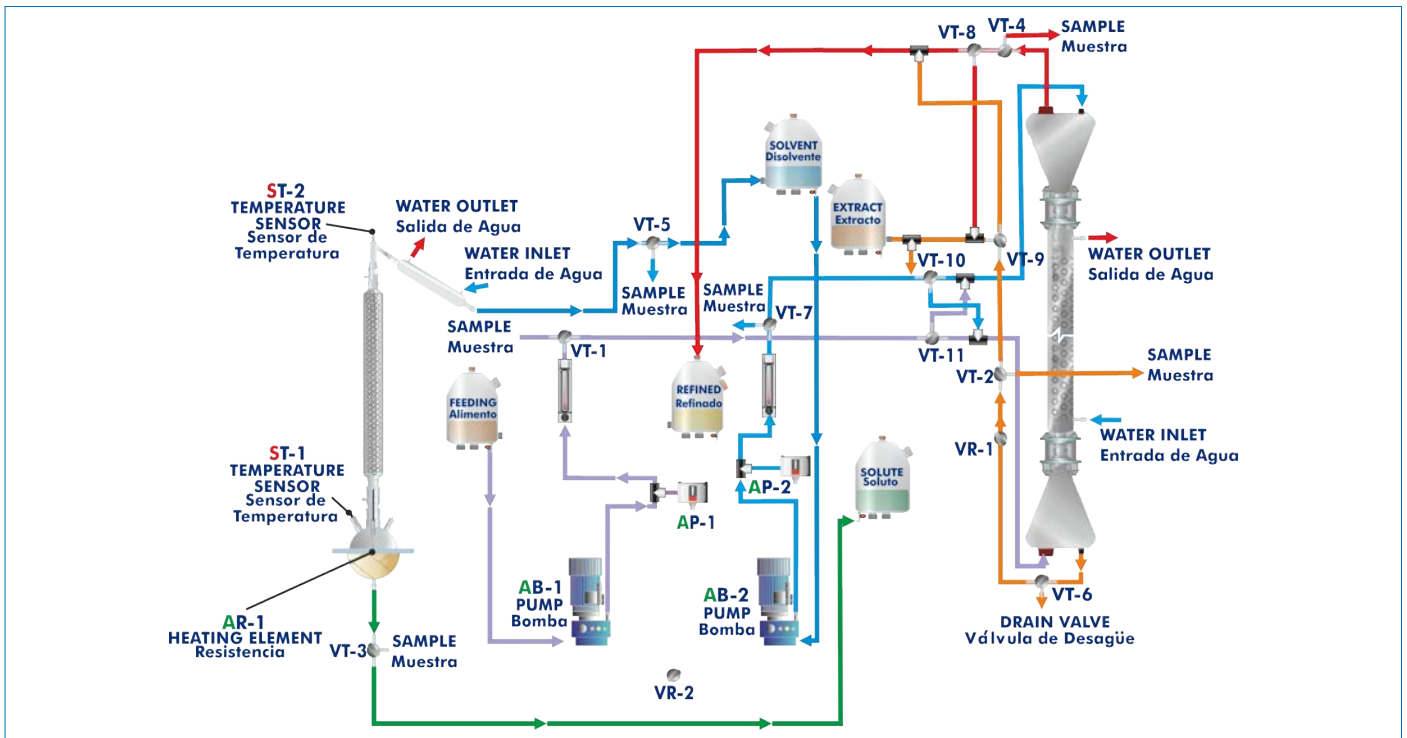 VT-8
VT-4
SAMPLE
Muestra
SOLVENT
Disolvente
ST-2
TEMPERATURE
SENSOR
Sensor de
Temperatura
WATER OUTLET
Salida de Agua
WATER INLET
Entrada de Agua
VT-5
SAMPLE
Muestra
EXTRACT
Extracto
VT-9
VT-10
WATER OUTLET
Salida de Agua
SAMPLE
Muestra
VT-7
SAMPLE
Muestra
VT-1
VT-11
VT-2
SAMPLE
Muestra
FEEDING
Alimento
REFINED
Refinado
VR-1
WATER INLET
Entrada de Agua
ST-1
TEMPERATURE
SENSOR
Sensor de
Temperatura
SOLUTE
Soluto
AP-2
AP-1
AB-1
PUMP
Bomba
AB-2
PUMP
Bomba
VT-6
DRAIN VALVE
Válvula de Desagüe
AR-1
HEATING ELEMENT
Resistencia
VT-3
SAMPLE
Muestra
VR-2